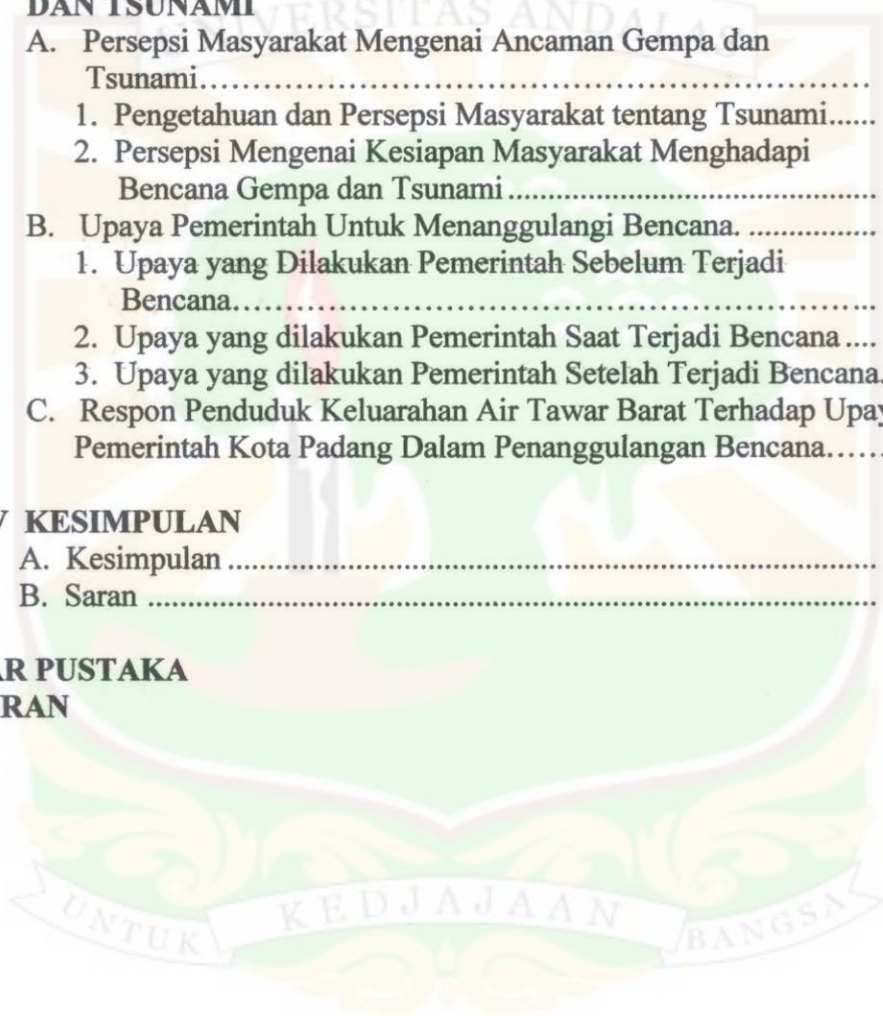 DAN TSUNAMI
UNIVERSITAS ANDALAS
A. Persepsi Masyarakat Mengenai Ancaman Gempa dan
Tsunami..............................................................................
1. Pengetahuan dan Persepsi Masyarakat tentang Tsunami......
2. Persepsi Mengenai Kesiapan Masyarakat Menghadapi
Bencana Gempa dan Tsunami .............................................
B. Upaya Pemerintah Untuk Menanggulangi Bencana. ................
1. Upaya yang Dilakukan Pemerintah Sebelum Terjadi
Bencana..............................................................................
2. Upaya yang dilakukan Pemerintah Saat Terjadi Bencana ....
3. Upaya yang dilakukan Pemerintah Setelah Terjadi Bencana.
C. Respon Penduduk Keluarahan Air Tawar Barat Terhadap Upay
Pemerintah Kota Padang Dalam Penanggulangan Bencana......
V KESIMPULAN
A. Kesimpulan ................................................................................
B. Saran ..........................................................................................
AR PUSTAKA
RAN
UNTUK KEDJAJAAN BANGSA